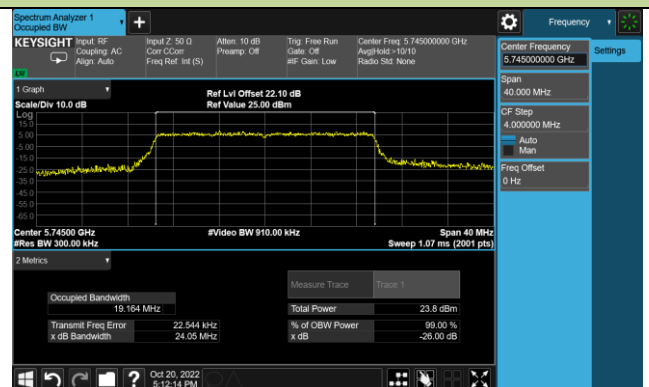 Spectrum Analyzer 1
Occupied BW
+
Frequency
KEYSIGHT
Input: RF
Coupling: AC
Align: Auto
Input Z: 50 Ω
Corr CCorr
Freq Ref: Int (S)
Atten: 10 dB
Preamp: Off
Trig: Free Run
Gate: Off
#IF Gain: Low
Center Freq: 5.745000000 GHz
Avg|Hold:>10/10
Radio Std: None
Center Frequency
5.745000000 GHz
Settings
Span
40.000 MHz
CF Step
4.000000 MHz
Auto
Man
Freq Offset
0 Hz
1 Graph
Scale/Div 10.0 dB
Ref Lvl Offset 22.10 dB
Ref Value 25.00 dBm
Log
15.0
5.00
-5.00
-15.0
-25.0
-35.0
-45.0
-55.0
-65.0
Center 5.74500 GHz
#Res BW 300.00 kHz
#Video BW 910.00 kHz
Span 40 MHz
Sweep 1.07 ms (2001 pts)
2 Metrics
Measure Trace
Trace 1
Occupied Bandwidth
19.164 MHz
Total Power
23.8 dBm
Transmit Freq Error
22.544 kHz
% of OBW Power
99.00 %
x dB Bandwidth
24.05 MHz
x dB
-26.00 dB
?
Oct 20, 2022
5:12:14 PM